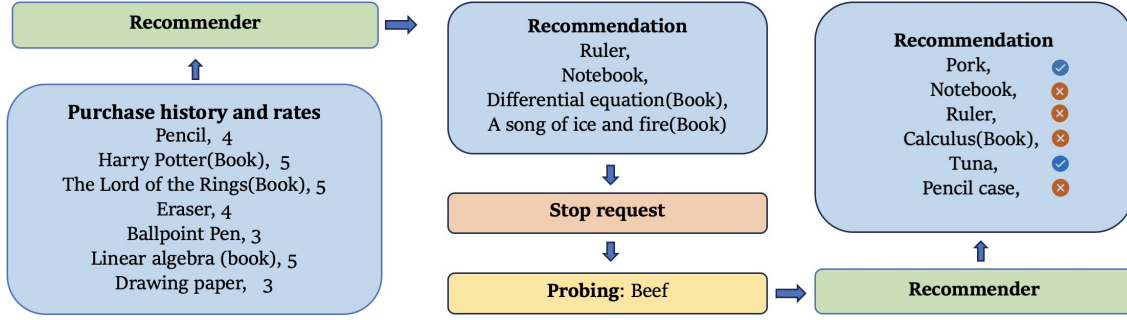 Recommender
Purchase history and rates
Pencil, 4
Harry Potter(Book), 5
The Lord of the Rings(Book), 5
Eraser, 4
Ballpoint Pen, 3
Linear algebra (book), 5
Drawing paper, 3
Recommendation
Ruler,
Notebook,
Differential equation(Book),
A song of ice and fire(Book)
Stop request
Probing: Beef
Recommendation
Pork,
Notebook,
Ruler,
Calculus(Book),
Tuna,
Pencil case,
Recommender